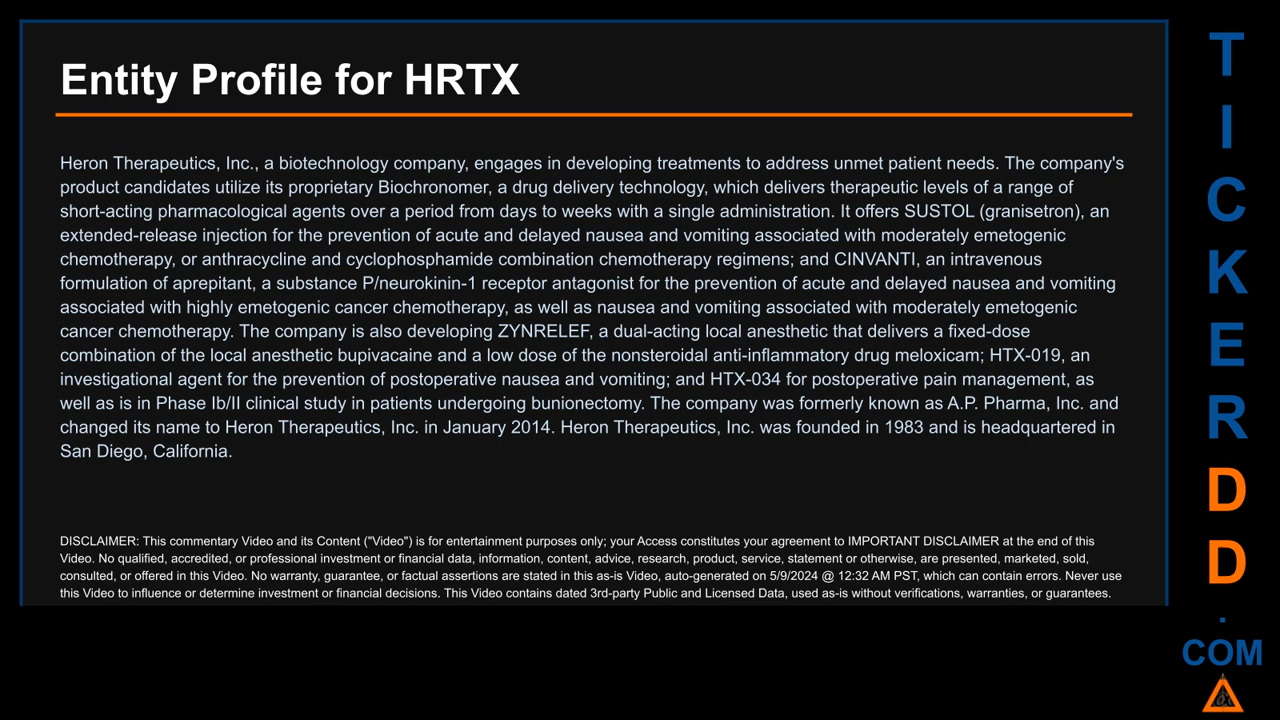 Entity Profile for HRTX
Heron Therapeutics, Inc., a biotechnology company, engages in developing treatments to address unmet patient needs. The company's
product candidates utilize its proprietary Biochronomer, a drug delivery technology, which delivers therapeutic levels of a range of
short-acting pharmacological agents over a period from days to weeks with a single administration. It offers SUSTOL (granisetron), an
extended-release injection for the prevention of acute and delayed nausea and vomiting associated with moderately emetogenic
chemotherapy, or anthracycline and cyclophosphamide combination chemotherapy regimens; and CINVANTI, an intravenous
formulation of aprepitant, a substance P/neurokinin-1 receptor antagonist for the prevention of acute and delayed nausea and vomiting
associated with highly emetogenic cancer chemotherapy, as well as nausea and vomiting associated with moderately emetogenic
cancer chemotherapy. The company is also developing ZYNRELEF, a dual-acting local anesthetic that delivers a fixed-dose
combination of the local anesthetic bupivacaine and a low dose of the nonsteroidal anti-inflammatory drug meloxicam; HTX-019, an
investigational agent for the prevention of postoperative nausea and vomiting; and HTX-034 for postoperative pain management, as
well as is in Phase Ib/II clinical study in patients undergoing bunionectomy. The company was formerly known as A.P. Pharma, Inc. and
changed its name to Heron Therapeutics, Inc. in January 2014. Heron Therapeutics, Inc. was founded in 1983 and is headquartered in
San Diego, California.
DISCLAIMER: This commentary Video and its Content ("Video") is for entertainment purposes only; your Access constitutes your agreement to IMPORTANT DISCLAIMER at the end of this
Video. No qualified, accredited, or professional investment or financial data, information, content, advice, research, product, service, statement or otherwise, are presented, marketed, sold,
consulted, or offered in this Video. No warranty, guarantee, or factual assertions are stated in this as-is Video, auto-generated on 5/9/2024 @ 12:32 AM PST, which can contain errors. Never use
this Video to influence or determine investment or financial decisions. This Video contains dated 3rd-party Public and Licensed Data, used as-is without verifications, warranties, or guarantees.
T
I
C
K
E
R
D
D
.
COM